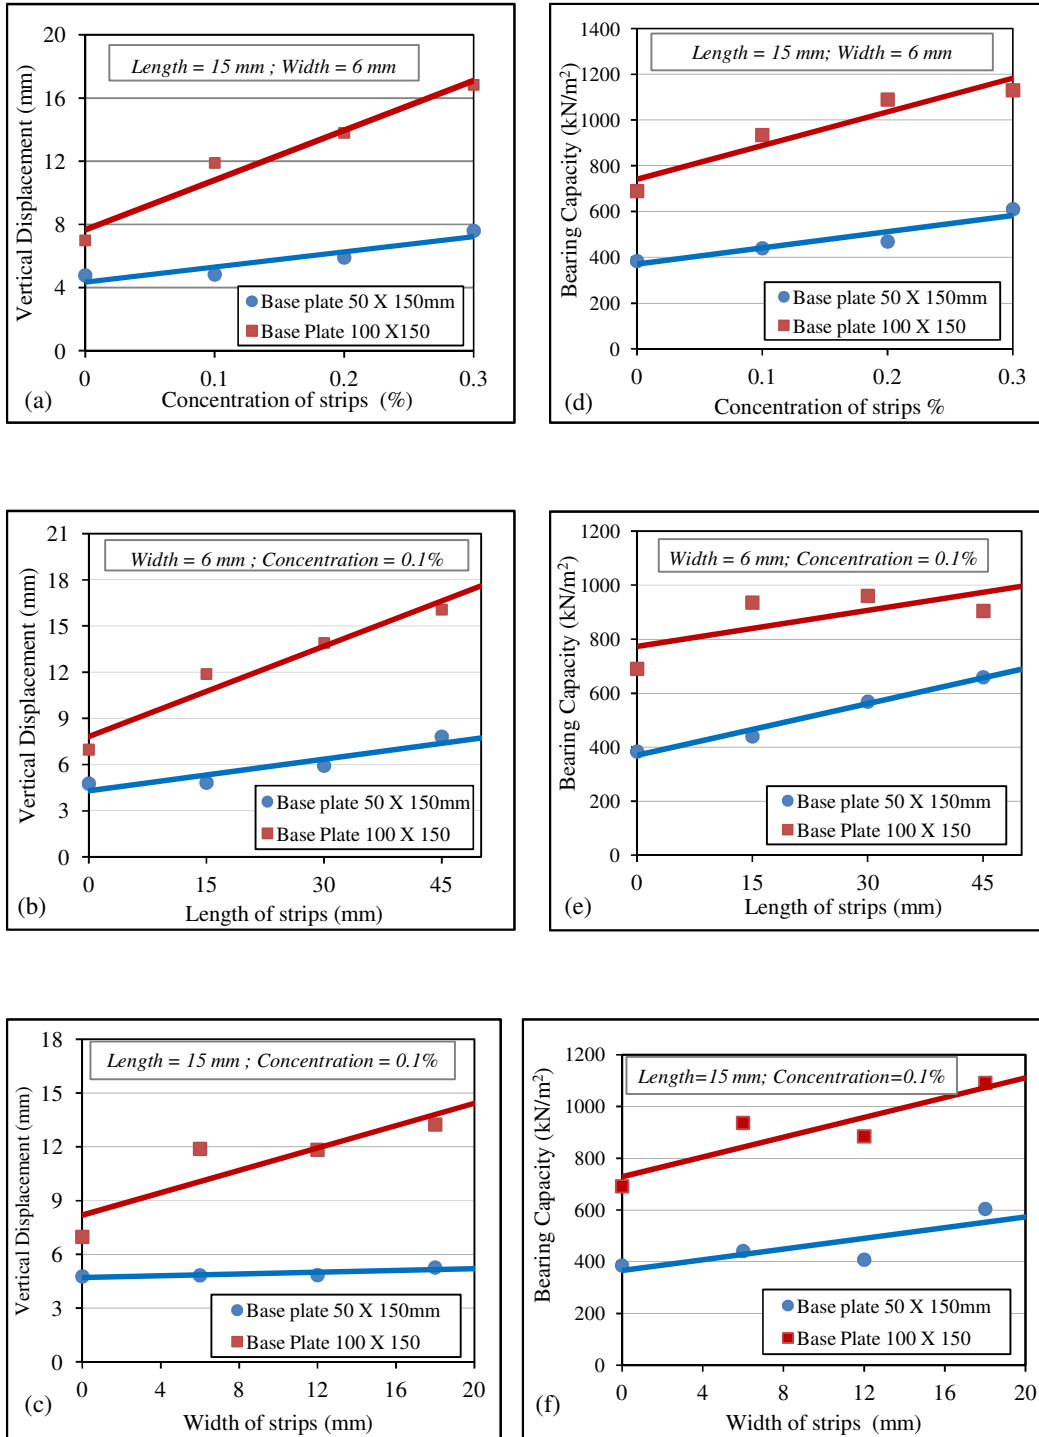 Length = 15 mm ; Width = 6 mm
Vertical Displacement (mm)
20
16
12
8
4
0
Base plate 50 X 150mm
Base Plate 100 X150
0 0.1 0.2 0.3
Concentration of strips (%)
(a)
Length = 15 mm; Width = 6 mm
Bearing Capacity (kN/m2)
1400
1200
1000
800
600
400
200
0
Base plate 50 X 150mm
Base plate 100 X 150
0 0.1 0.2 0.3
Concentration of strips %
(d)
Width = 6 mm ; Concentration = 0.1%
Vertical Displacement (mm)
21
18
15
12
9
6
3
0
Base plate 50 X 150mm
Base Plate 100 X 150
0 15 30 45
Length of strips (mm)
(b)
Width = 6 mm; Concentration = 0.1%
Bearing Capacity (kN/m2)
1200
1000
800
600
400
200
0
Base plate 50 X 150mm
Base Plate 100 X 150
0 15 30 45
Length of strips (mm)
(e)
Length = 15 mm ; Concentration = 0.1%
Vertical Displacement (mm)
18
15
12
9
6
3
0
Base plate 50 X 150mm
Base Plate 100 X 150
0 4 8 12 16 20
Width of strips (mm)
(c)
Length=15 mm; Concentration=0.1%
Bearing Capacity (kN/m2)
1200
1000
800
600
400
200
0
Base plate 50 X 150mm
Base Plate 100 X 150
0 4 8 12 16 20
Width of strips (mm)
(f)